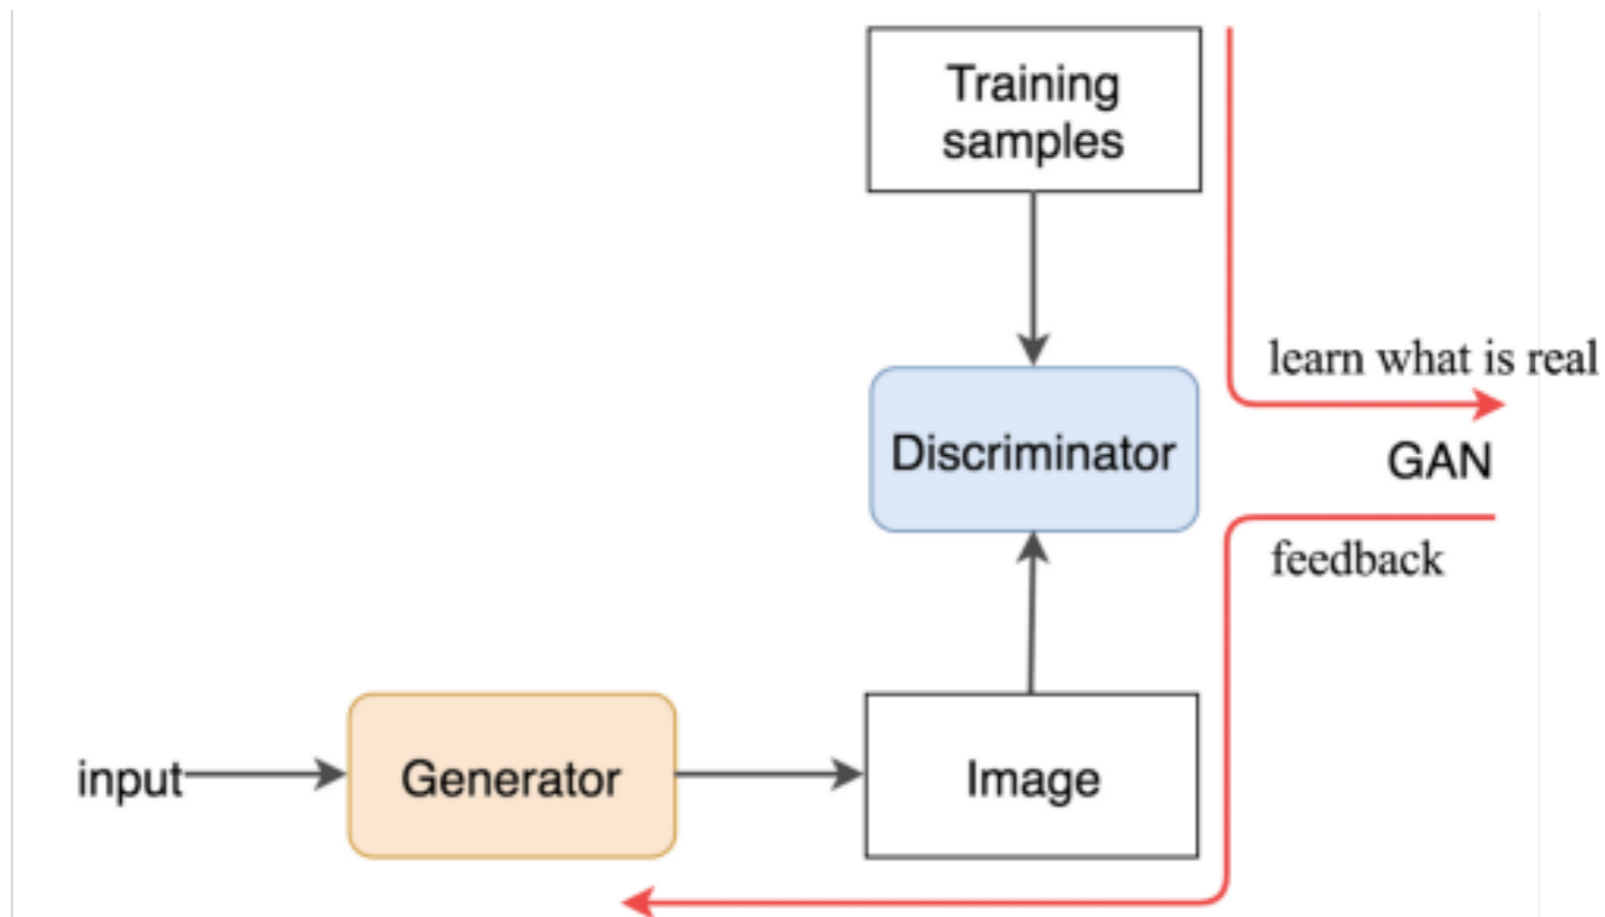 Training
samples
learn what is real
Discriminator
GAN
feedback
input
Generator
Image